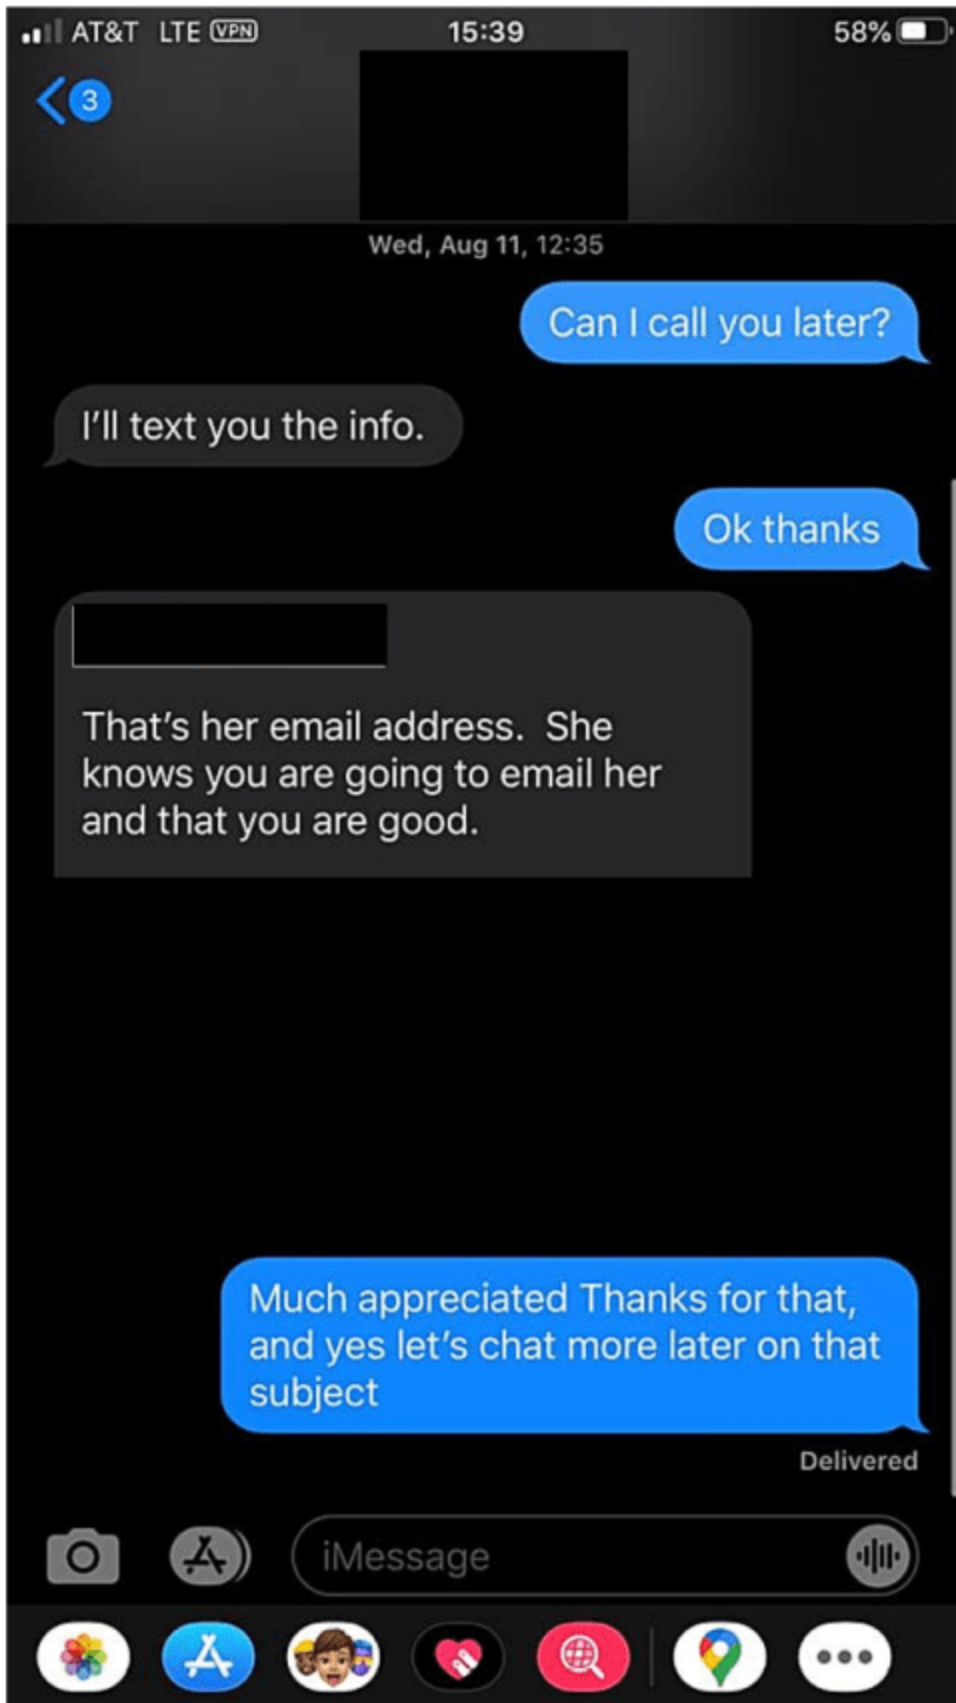 AT&T LTE VPN 15:39 58%
3
Wed, Aug 11, 12:35
Can I call you later?
I'll text you the info.
Ok thanks
That's her email address.  She
knows you are going to email her
and that you are good.
Much appreciated Thanks for that,
and yes let's chat more later on that
subject
Delivered
iMessage